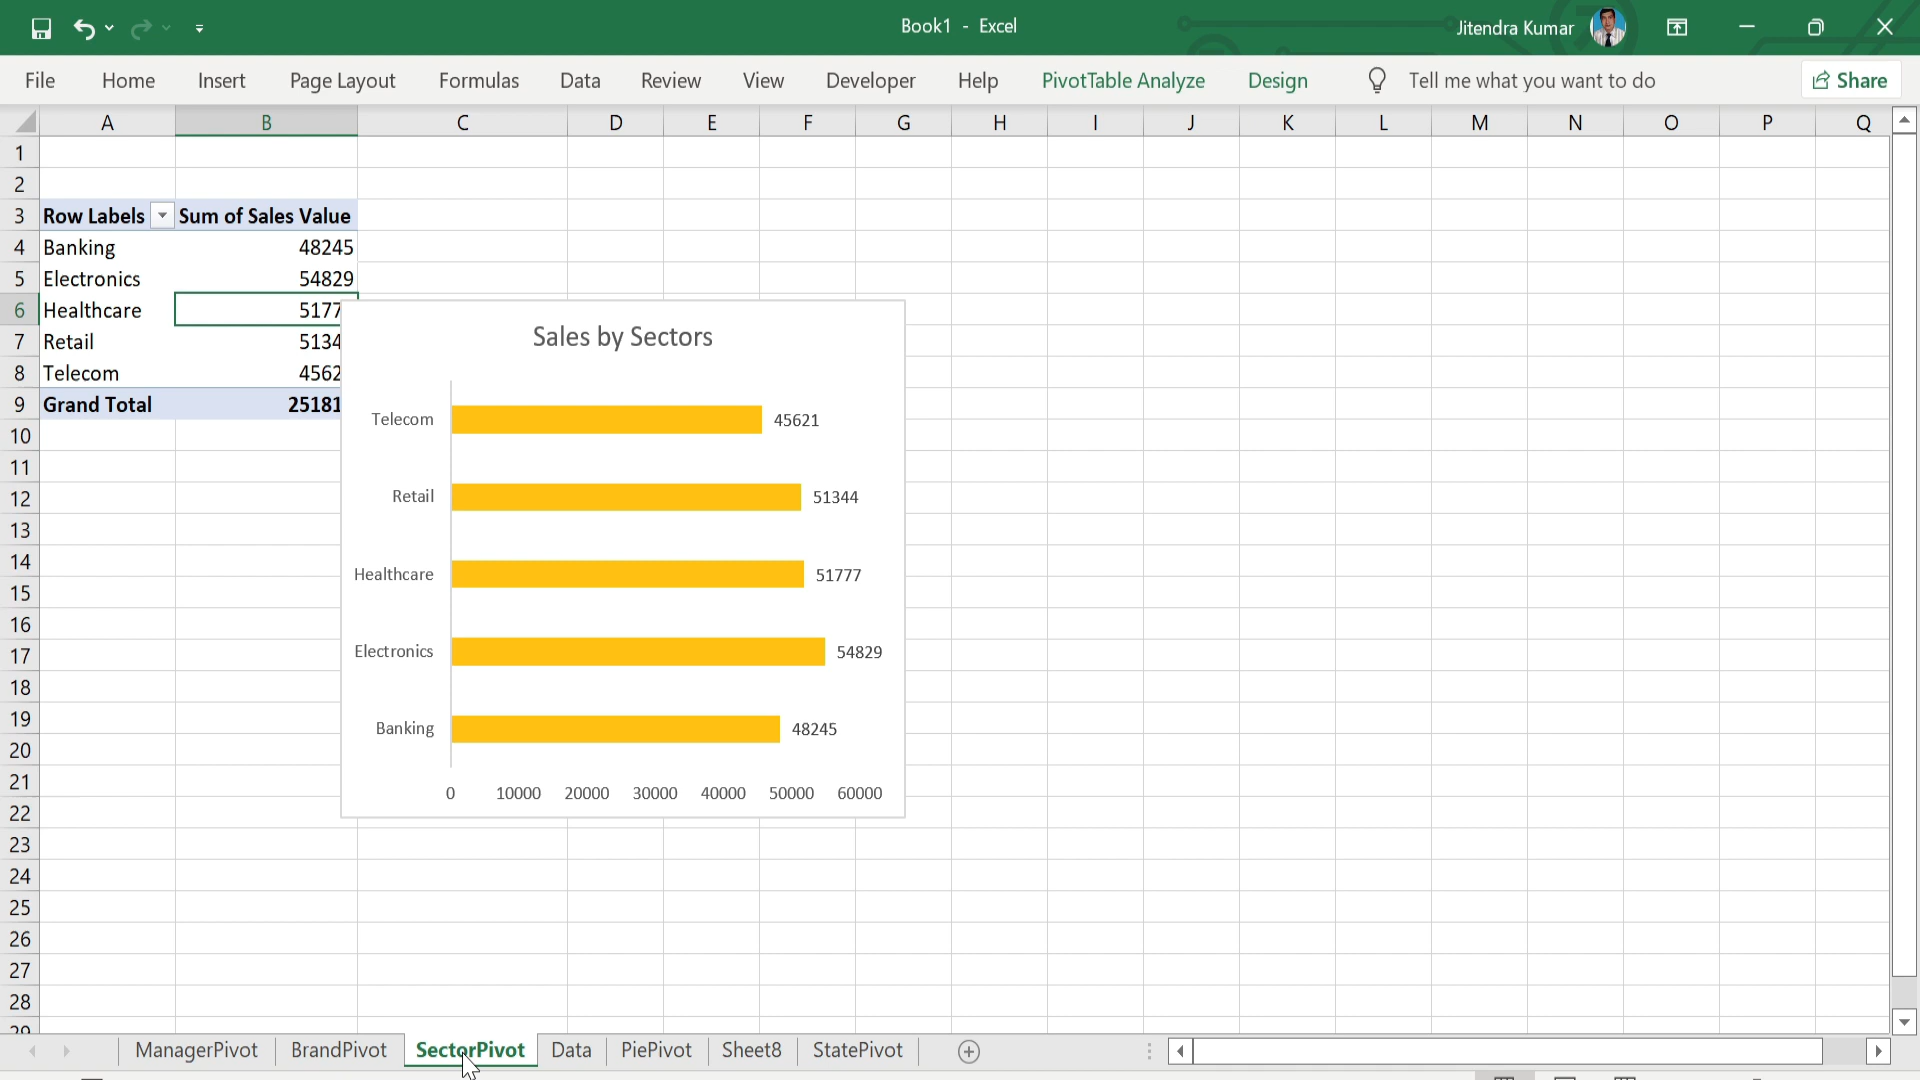 Book1 - Excel
Jitendra Kumar
File Home Insert Page Layout Formulas Data Review View Developer Help PivotTable Analyze Design Tell me what you want to do Share
A B C D E F G H I J K L M N O P Q
1
2
3 Row Labels Sum of Sales Value
4 Banking 48245
5 Electronics 54829
6 Healthcare 5177
7 Retail 5134
8 Telecom 4562
9 Grand Total 25181
10
11
12
13
14
15
16
17
18
19
20
21
22
23
24
25
26
27
28
29
Sales by Sectors
Telecom 45621
Retail 51344
Healthcare 51777
Electronics 54829
Banking 48245
0 10000 20000 30000 40000 50000 60000
ManagerPivot BrandPivot SectorPivot Data PiePivot Sheet8 StatePivot